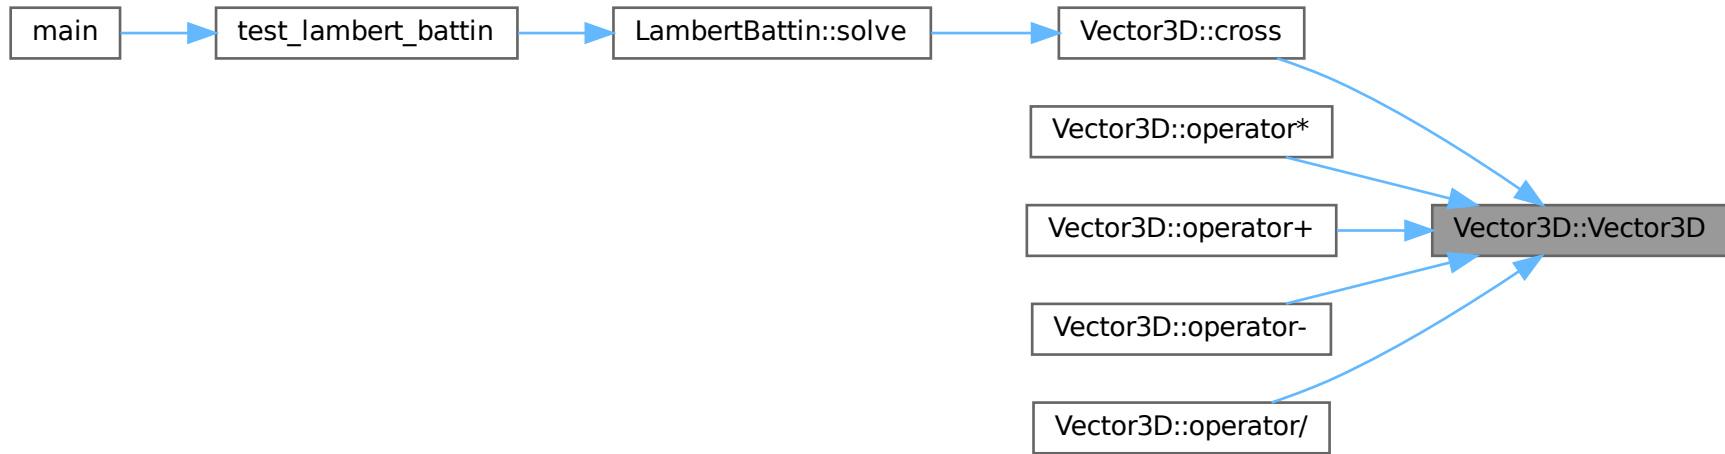 main
test_lambert_battin
LambertBattin::solve
Vector3D::cross
Vector3D::operator*
Vector3D::operator+
Vector3D::Vector3D
Vector3D::operator-
Vector3D::operator/